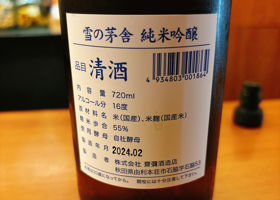 雪の茅舎 純米吟醸
品目 清酒
4934803001864
内容量 720ml
アルコール分 16度
原材料名 米(国産米)、米麹(国産米)
精米歩合 55%
使用酵母 自社酵母
製造年月 2024.02
製造者 株式会社 齋彌酒造店
秋田県由利本荘市石脇字石脇53